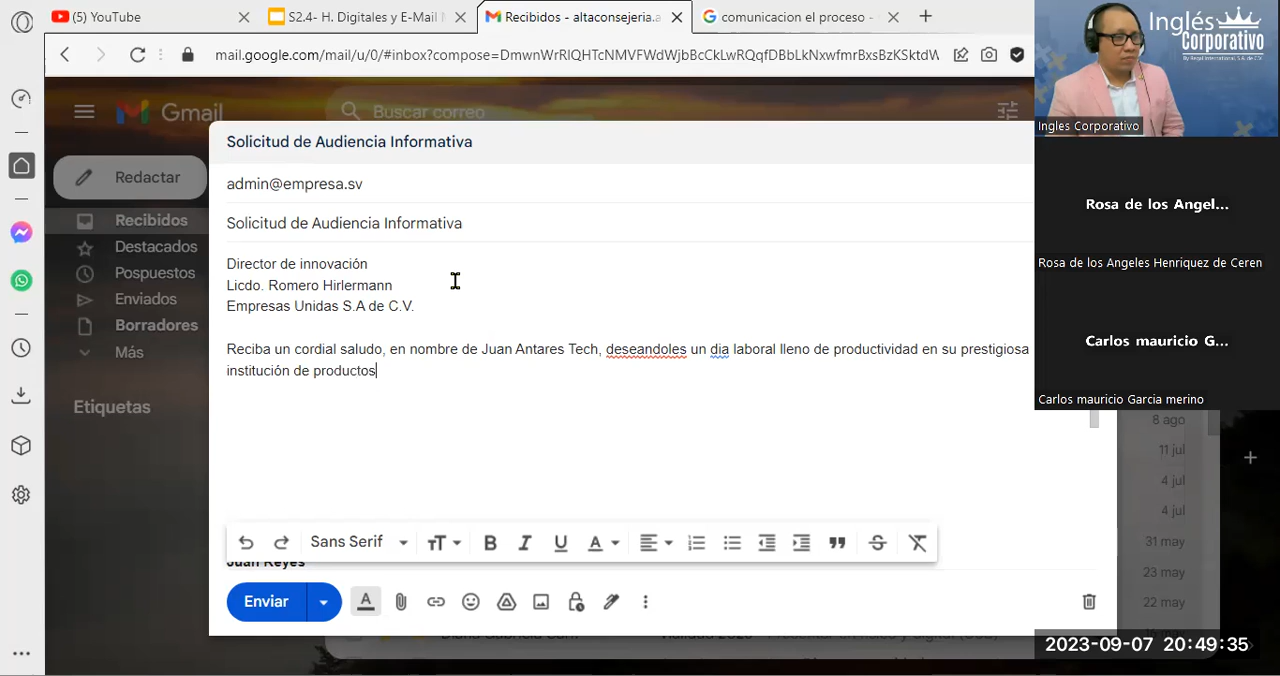 (5) YouTube
S2.4- H. Digitales y E-Mail
Recibidos - altaconsejeria.a
comunicacion el proceso -
mail.google.com/mail/u/0/#inbox?compose=DmwnWrRlQHTcNMVFWdWjbBcCkLwRQqfDBbLkNxwfmrBxsBzKSktdW
Gmail
Buscar correo
Redactar
Recibidos
Destacados
Pospuestos
Enviados
Borradores
Más
Etiquetas
Solicitud de Audiencia Informativa
admin@empresa.sv
Solicitud de Audiencia Informativa
Director de innovación
Licdo. Romero Hirlermann
Empresas Unidas S.A de C.V.
Reciba un cordial saludo, en nombre de Juan Antares Tech, deseandoles un dia laboral lleno de productividad en su prestigiosa
institución de productos
Sans Serif
Juan Reyes
Enviar
Inglés
Corporativo
By Regal International, S.A. de C.V.
Ingles Corporativo
Rosa de los Angel...
Rosa de los Angeles Henriquez de Ceren
Carlos mauricio G...
Carlos mauricio Garcia merino
8 ago
11 jul
4 jul
4 jul
31 may
23 may
22 may
2023-09-07 20:49:35